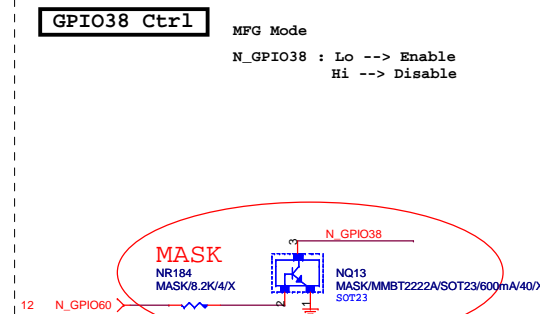 GPIO38 Ctrl
MFG Mode
N_GPIO38 : Lo --> Enable
Hi --> Disable
N_GPIO38
MASK
3
NR184
MASK/8.2K/4/X
NQ13
MASK/MMBT2222A/SOT23/600mA/40/X
SOT23
12 N_GPIO60
2
1